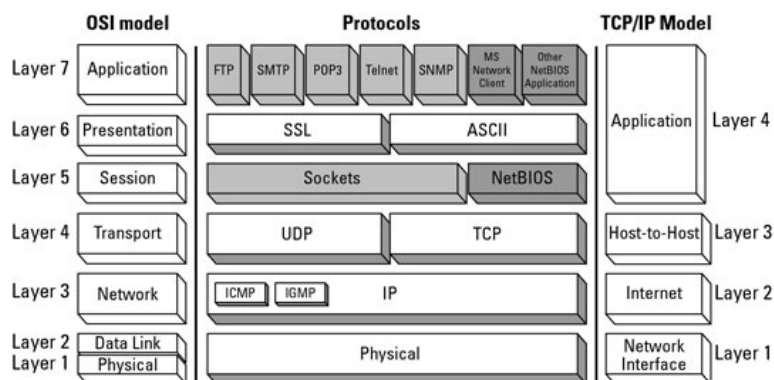 OSI model
Protocols
TCP/IP Model
Layer 7
Application
FTP
SMTP
POP3
Telnet
SNMP
MS
Network
Client
Other
NetBIOS
Application
Application
Layer 4
Layer 6
Presentation
SSL
ASCII
Layer 5
Session
Sockets
NetBIOS
Layer 4
Transport
UDP
TCP
Host-to-Host
Layer 3
Layer 3
Network
ICMP
IGMP
IP
Internet
Layer 2
Layer 2
Data Link
Layer 1
Physical
Physical
Network
Interface
Layer 1